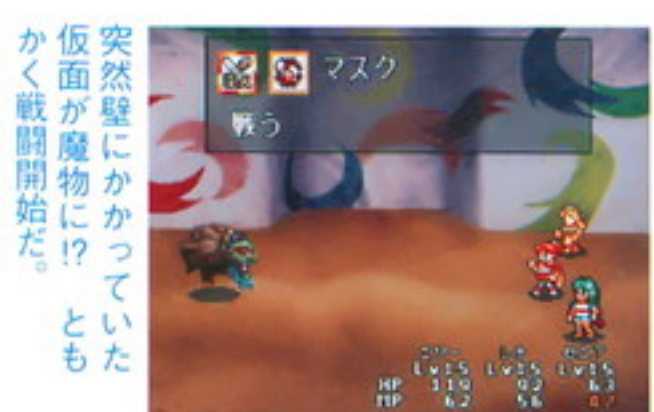 突然壁にかかっていた
仮面が魔物に!? とも
かく戦闘開始だ。
マスク
戦う
Lv15 Lv15 Lv15
HP 119 92 63
MP 62 56 47